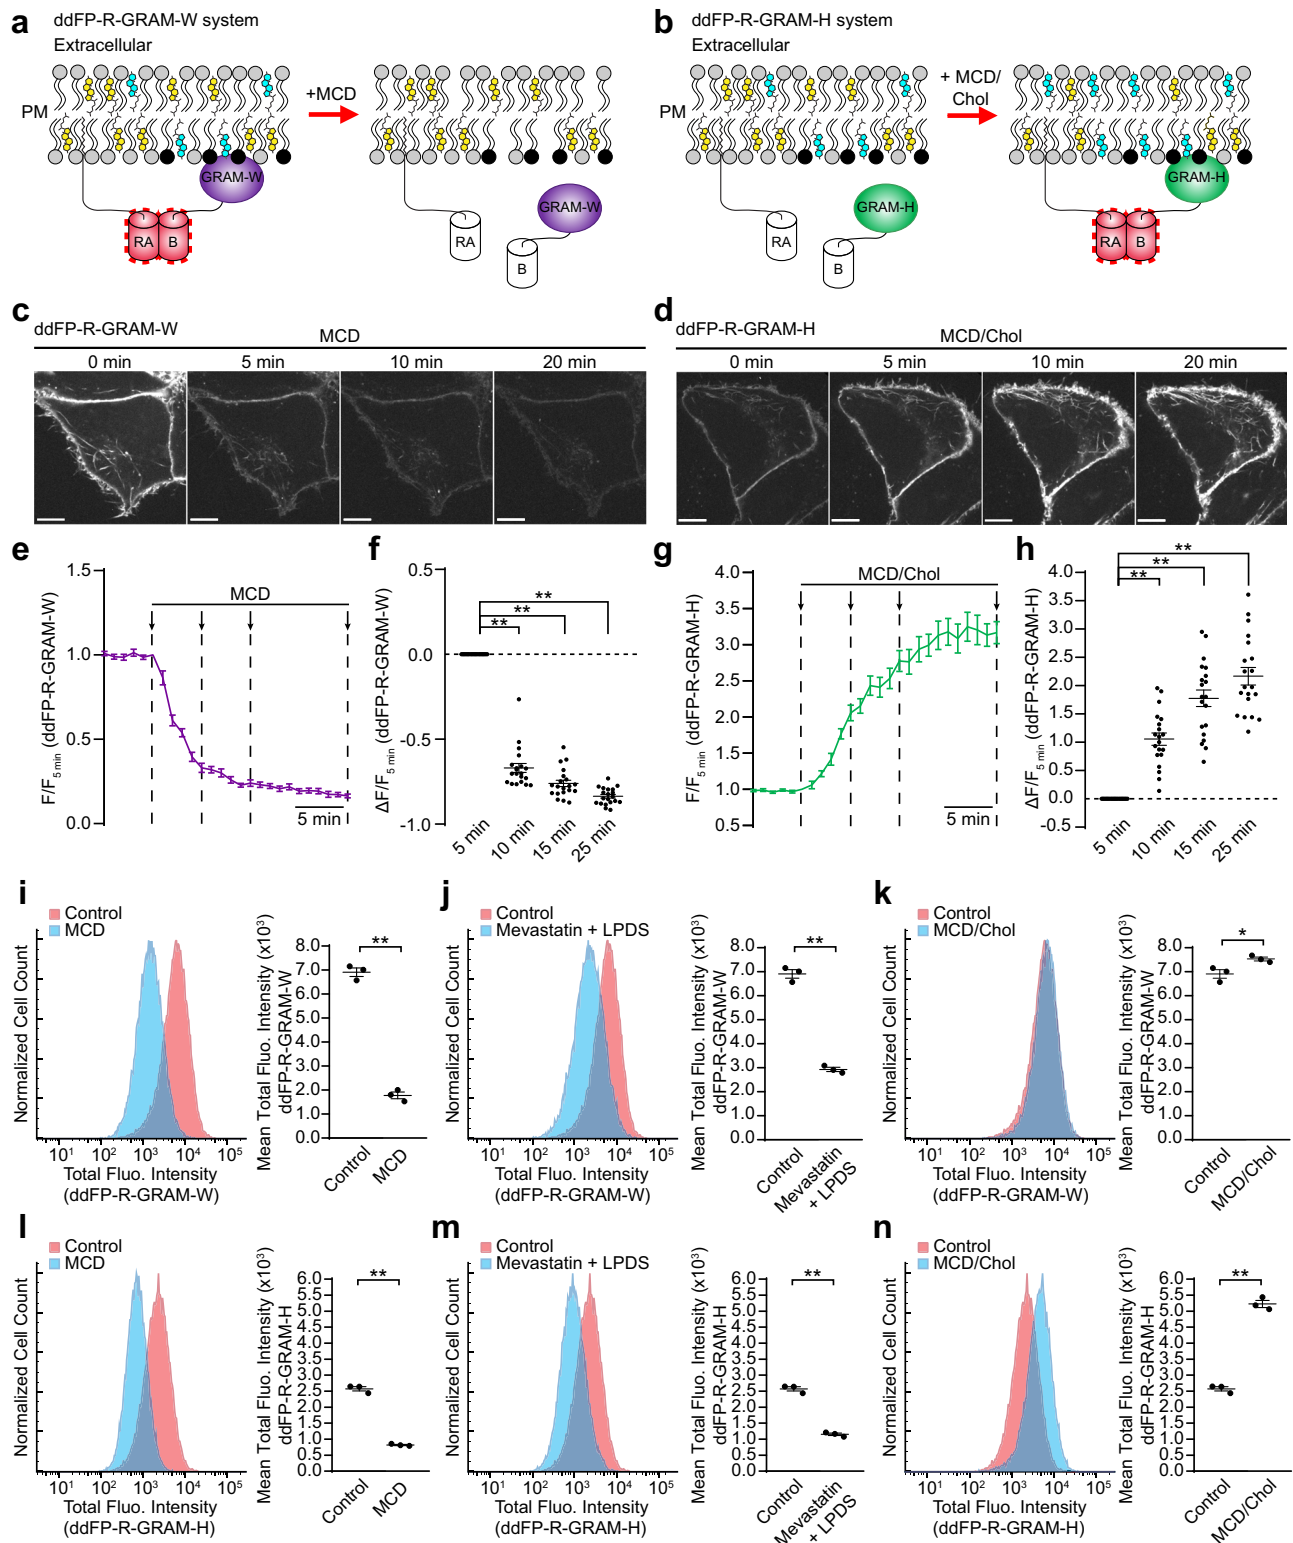 a
ddFP-R-GRAM-W system
Extracellular
PM
+MCD
GRAM-W
RA
B
GRAM-W
RA
B
b
ddFP-R-GRAM-H system
Extracellular
PM
+ MCD/
Chol
GRAM-H
RA
B
GRAM-H
RA
B
c
ddFP-R-GRAM-W
MCD
0 min 5 min 10 min 20 min
d
ddFP-R-GRAM-H
MCD/Chol
0 min 5 min 10 min 20 min
e
F/F5 min (ddFP-R-GRAM-W)
1.5
1.0
0.5
0.0
MCD
5 min
f
ΔF/F5 min (ddFP-R-GRAM-W)
0.5
0.0
-0.5
-1.0
**
**
**
5 min 10 min 15 min 25 min
g
F/F5 min (ddFP-R-GRAM-H)
4.0
3.5
3.0
2.5
2.0
1.5
1.0
0.5
MCD/Chol
5 min
h
ΔF/F5 min (ddFP-R-GRAM-H)
4.0
3.5
3.0
2.5
2.0
1.5
1.0
0.5
0.0
-0.5
**
**
**
5 min 10 min 15 min 25 min
i
Control
MCD
Normalized Cell Count
10¹ 10² 10³ 10⁴ 10⁵
Total Fluo. Intensity
(ddFP-R-GRAM-W)
Mean Total Fluo. Intensity (x10³)
ddFP-R-GRAM-W
8.0
7.0
6.0
5.0
4.0
3.0
2.0
1.0
0.0
**
Control MCD
j
Control
Mevastatin + LPDS
Normalized Cell Count
10¹ 10² 10³ 10⁴ 10⁵
Total Fluo. Intensity
(ddFP-R-GRAM-W)
Mean Total Fluo. Intensity (x10³)
ddFP-R-GRAM-W
8.0
7.0
6.0
5.0
4.0
3.0
2.0
1.0
0.0
**
Control Mevastatin
+ LPDS
k
Control
MCD/Chol
Normalized Cell Count
10¹ 10² 10³ 10⁴ 10⁵
Total Fluo. Intensity
(ddFP-R-GRAM-W)
Mean Total Fluo. Intensity (x10³)
ddFP-R-GRAM-W
8.0
7.0
6.0
5.0
4.0
3.0
2.0
1.0
0.0
*
Control MCD/Chol
l
Control
MCD
Normalized Cell Count
10¹ 10² 10³ 10⁴ 10⁵
Total Fluo. Intensity
(ddFP-R-GRAM-H)
Mean Total Fluo. Intensity (x10³)
ddFP-R-GRAM-H
6.0
5.5
5.0
4.5
4.0
3.5
3.0
2.5
2.0
1.5
1.0
0.5
0.0
**
Control MCD
m
Control
Mevastatin + LPDS
Normalized Cell Count
10¹ 10² 10³ 10⁴ 10⁵
Total Fluo. Intensity
(ddFP-R-GRAM-H)
Mean Total Fluo. Intensity (x10³)
ddFP-R-GRAM-H
6.0
5.5
5.0
4.5
4.0
3.5
3.0
2.5
2.0
1.5
1.0
0.5
0.0
**
Control Mevastatin
+ LPDS
n
Control
MCD/Chol
Normalized Cell Count
10¹ 10² 10³ 10⁴ 10⁵
Total Fluo. Intensity
(ddFP-R-GRAM-H)
Mean Total Fluo. Intensity (x10³)
ddFP-R-GRAM-H
6.0
5.5
5.0
4.5
4.0
3.5
3.0
2.5
2.0
1.5
1.0
0.5
0.0
**
Control MCD/Chol